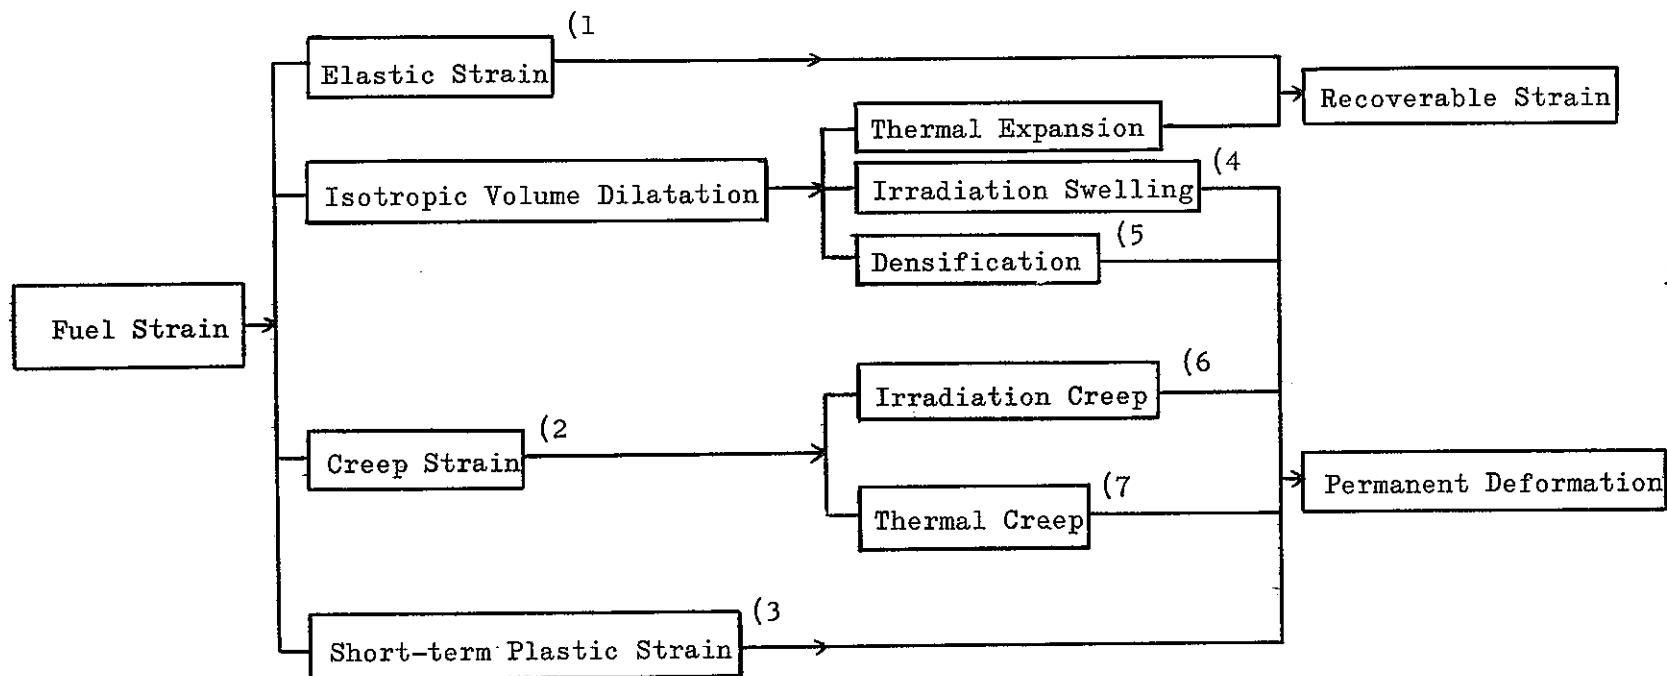 (1
Elastic Strain
Recoverable Strain
Thermal Expansion
(4
Isotropic Volume Dilatation
Irradiation Swelling
(5
Densification
Fuel Strain
(6
Irradiation Creep
(2
Creep Strain
(7
Thermal Creep
Permanent Deformation
(3
Short-term Plastic Strain